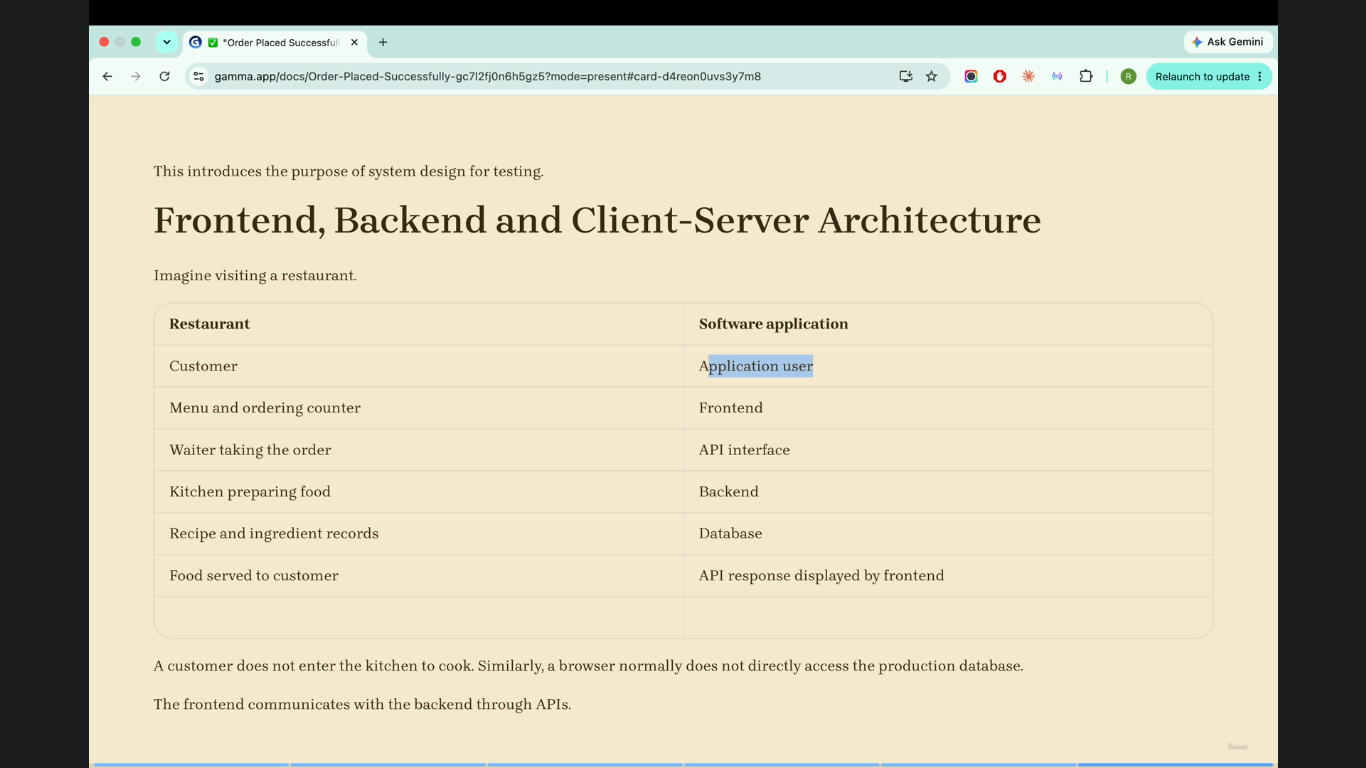 "Order Placed Successful
Ask Gemini
gamma.app/docs/Order-Placed-Successfully-gc7l2fj0n6h5gz5?mode=present#card-d4reon0uvs3y7m8
R
Relaunch to update
This introduces the purpose of system design for testing.
Frontend, Backend and Client-Server Architecture
Imagine visiting a restaurant.
Restaurant Software application
Customer Application user
Menu and ordering counter Frontend
Waiter taking the order API interface
Kitchen preparing food Backend
Recipe and ingredient records Database
Food served to customer API response displayed by frontend
A customer does not enter the kitchen to cook. Similarly, a browser normally does not directly access the production database.
The frontend communicates with the backend through APIs.
Udemy